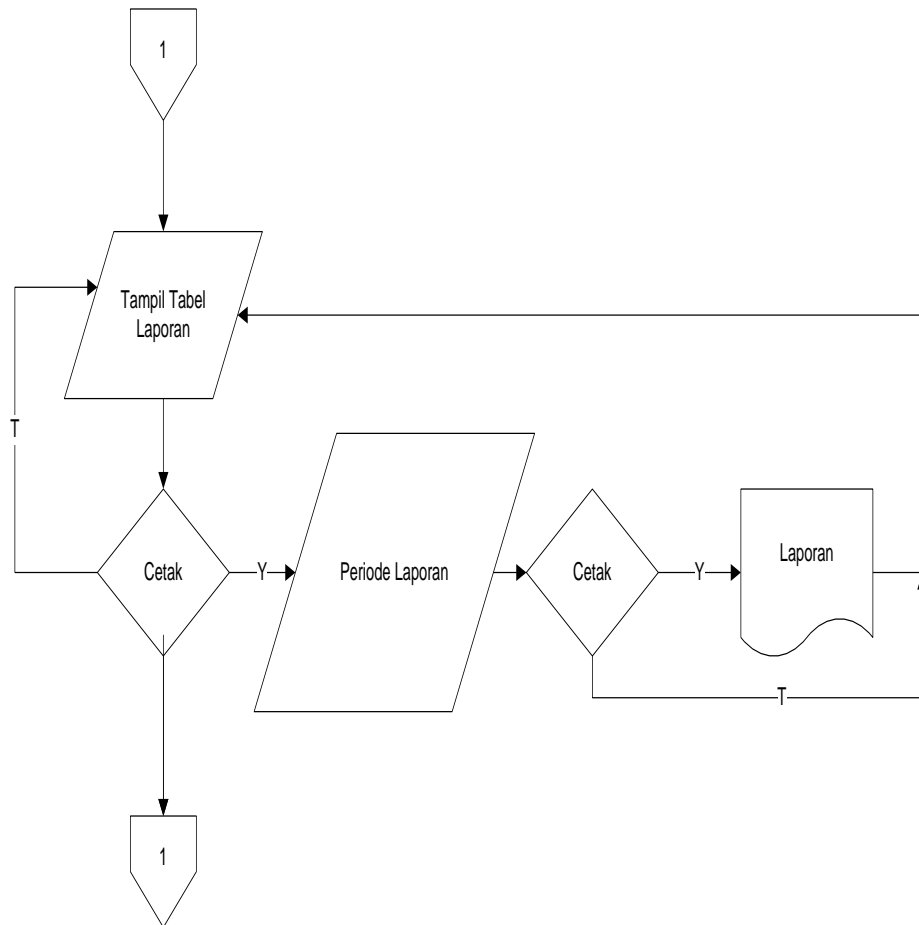 1
Tampil Tabel
Laporan
T
Cetak
Y
Periode Laporan
Cetak
Y
Laporan
T
1